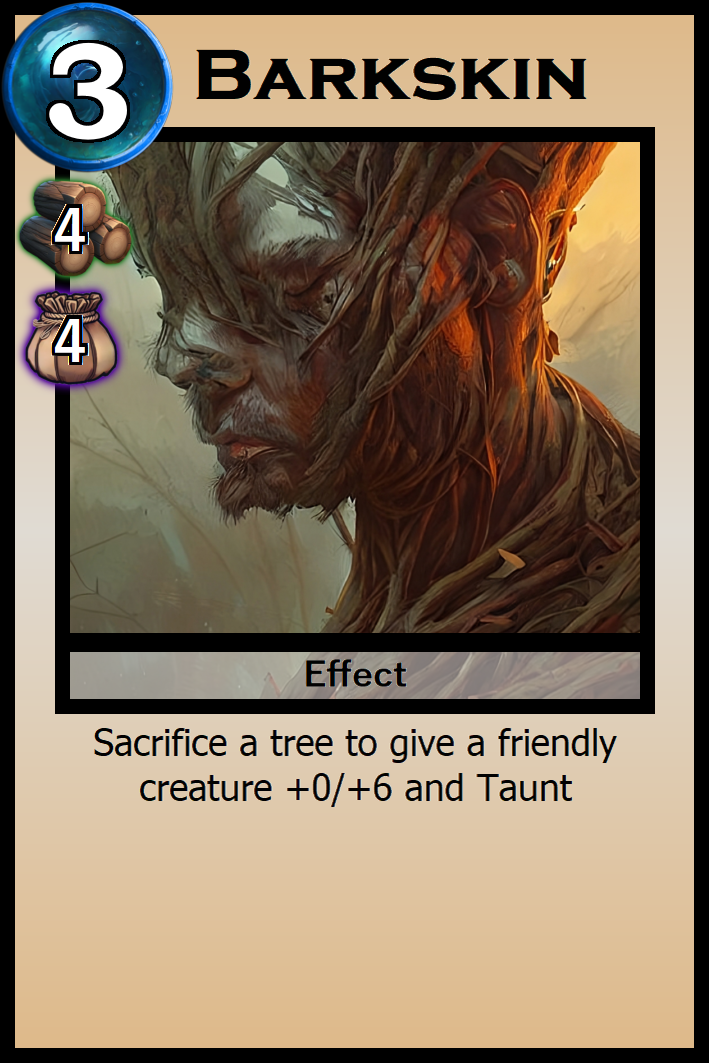 3
Barkskin
4
4
Effect
Sacrifice a tree to give a friendly
creature +0/+6 and Taunt